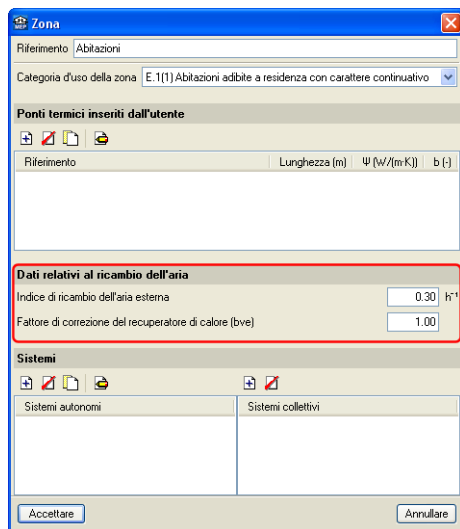 Zona
Riferimento Abitazioni
Categoria d'uso della zona E.1(1) Abitazioni adibite a residenza con carattere continuativo
Ponti termici inseriti dall'utente
Riferimento Lunghezza (m) Ψ (W/(m·K)) b (-)
Dati relativi al ricambio dell'aria
Indice di ricambio dell'aria esterna 0.30 h⁻¹
Fattore di correzione del recuperatore di calore (bve) 1.00
Sistemi
Sistemi autonomi Sistemi collettivi
Accettare Annullare